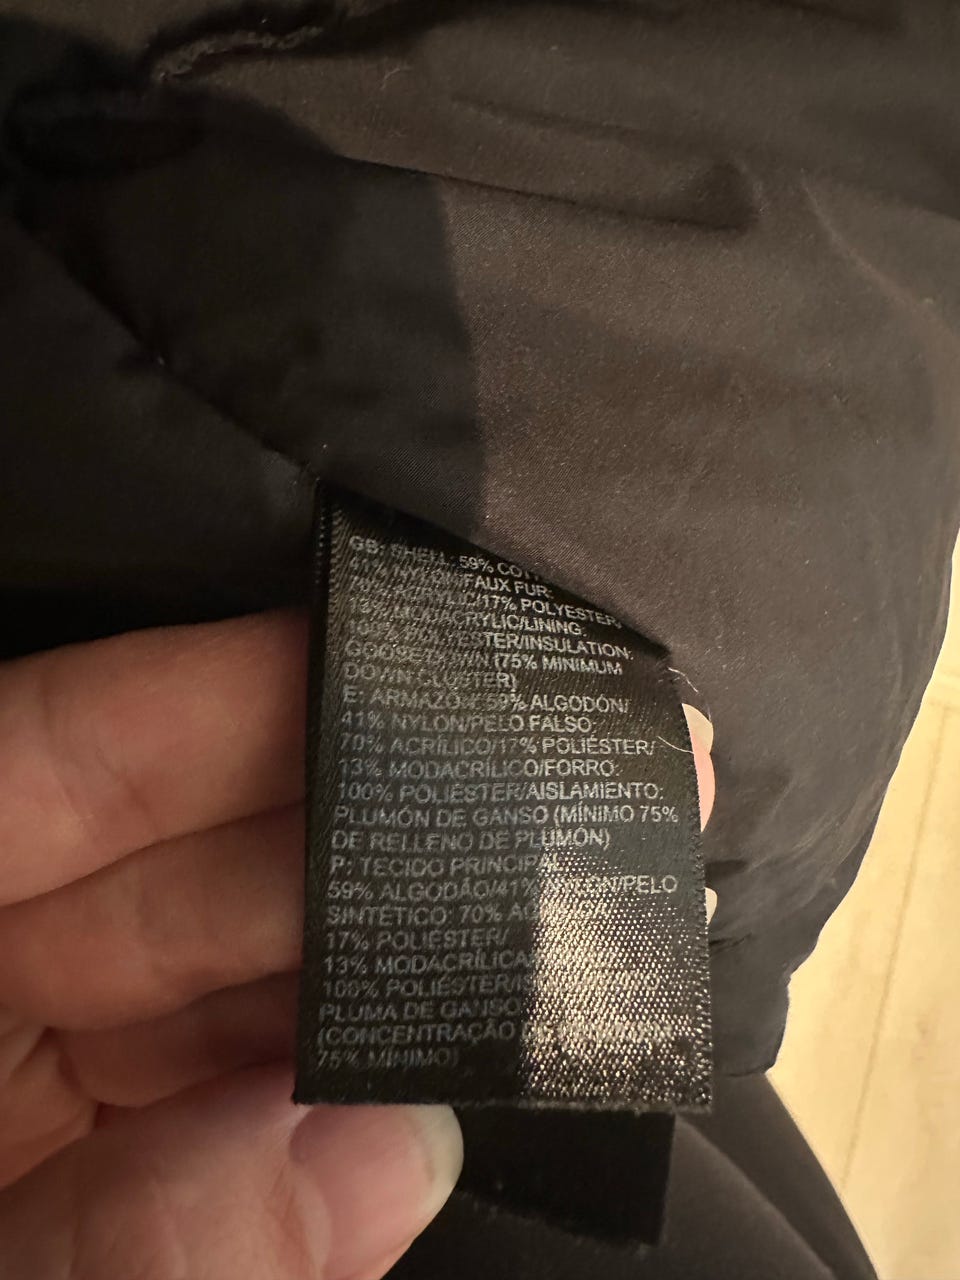 GB: SHELL: 59%
41% NYLON/FAUX FUR:
70% ACRYLIC/17% POLYESTER/
13% MODACRYLIC/LINING:
100% POLYESTER/INSULATION:
GOOSE DOWN (75% MINIMUM
DOWN CLUSTER)
E: ARMAZÓN: 59% ALGODÓN/
41% NYLON/PELO FALSO:
70% ACRÍLICO/17% POLIÉSTER/
13% MODACRÍLICO/FORRO:
100% POLIÉSTER/AISLAMIENTO:
PLUMÓN DE GANSO (MÍNIMO 75%
DE RELLENO DE PLUMÓN)
P: TECIDO PRINCIPAL:
59% ALGODÃO/41% NYLON/PELO
SINTÉTICO: 70%
17% POLIÉSTER/
13% MODACRÍLICA/
100% POLIÉSTER/
PLUMA DE GANSO
(CONCENTRAÇÃO DE
75% MÍNIMO)